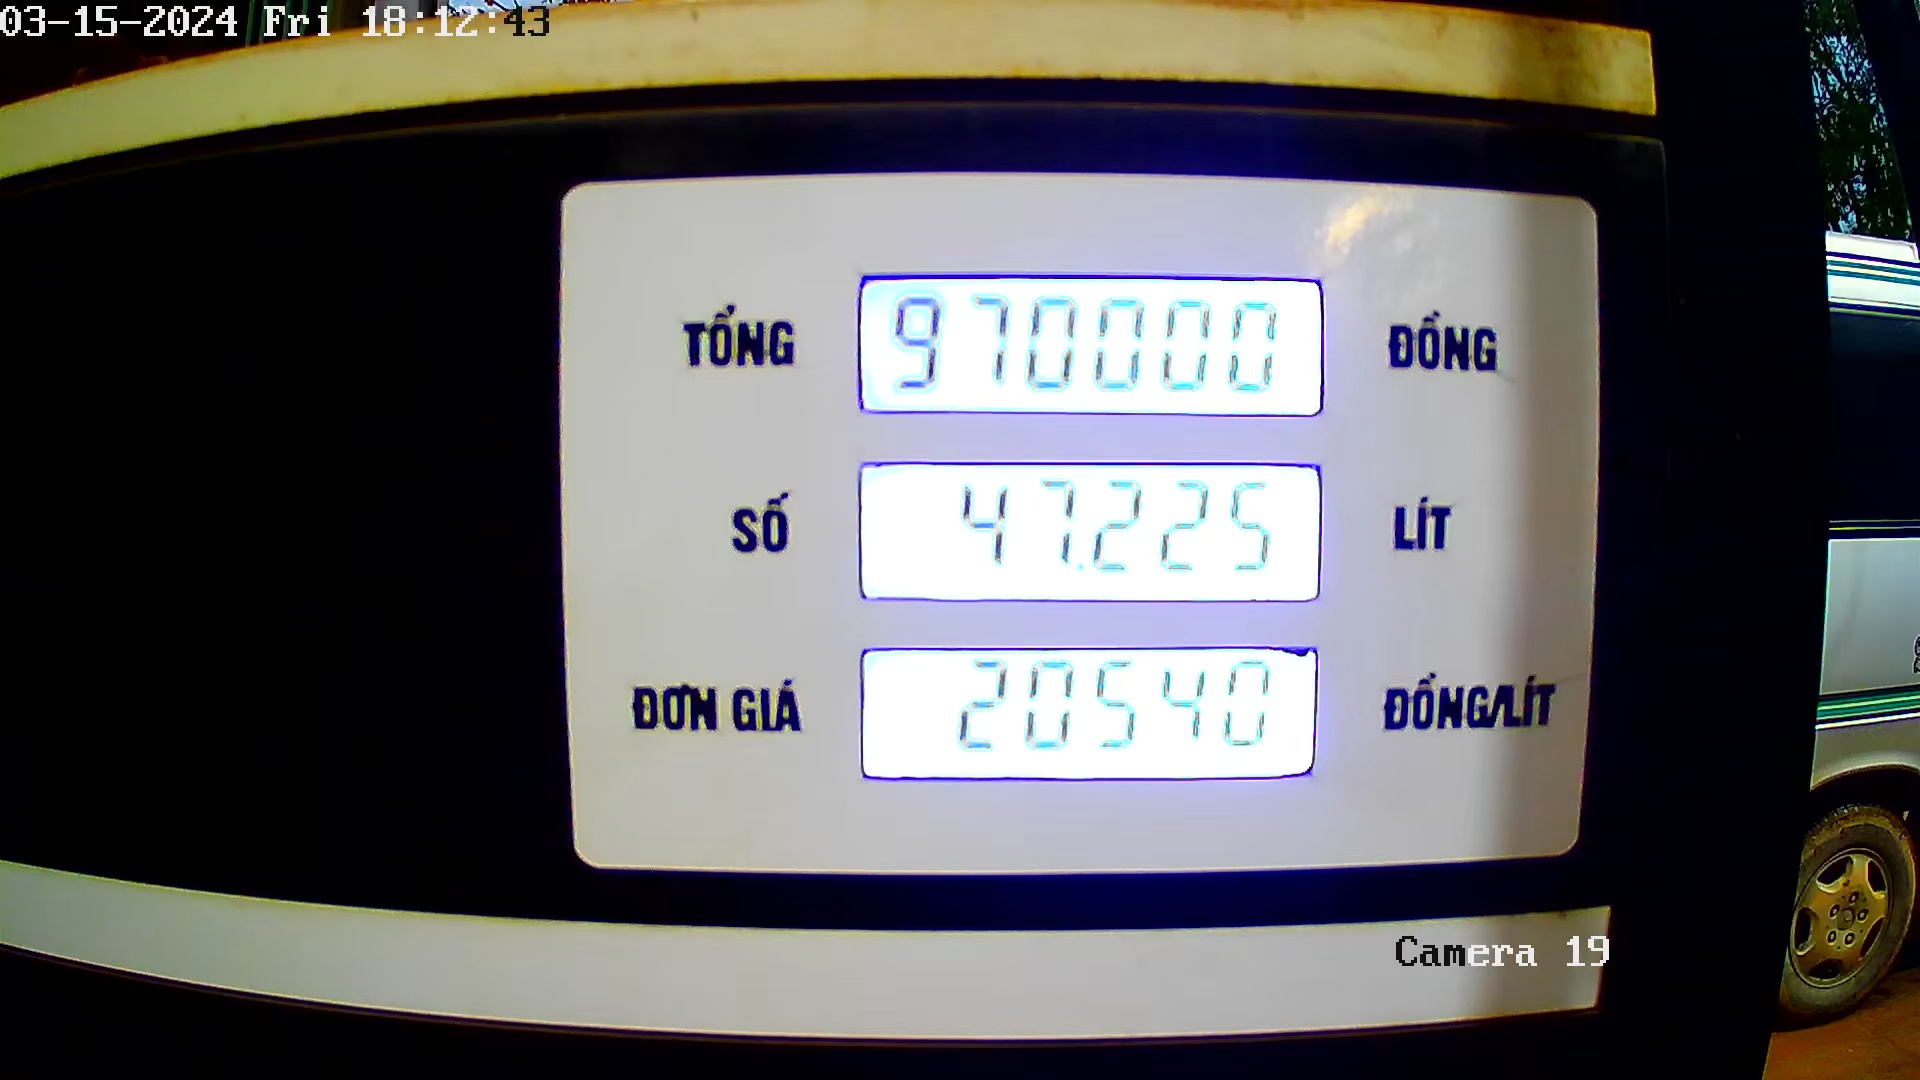 03-15-2024 Fri 18:12:43
TỔNG 970000 ĐỒNG
SỐ 47.225 LÍT
ĐƠN GIÁ 20540 ĐỒNG/LÍT
Camera 19